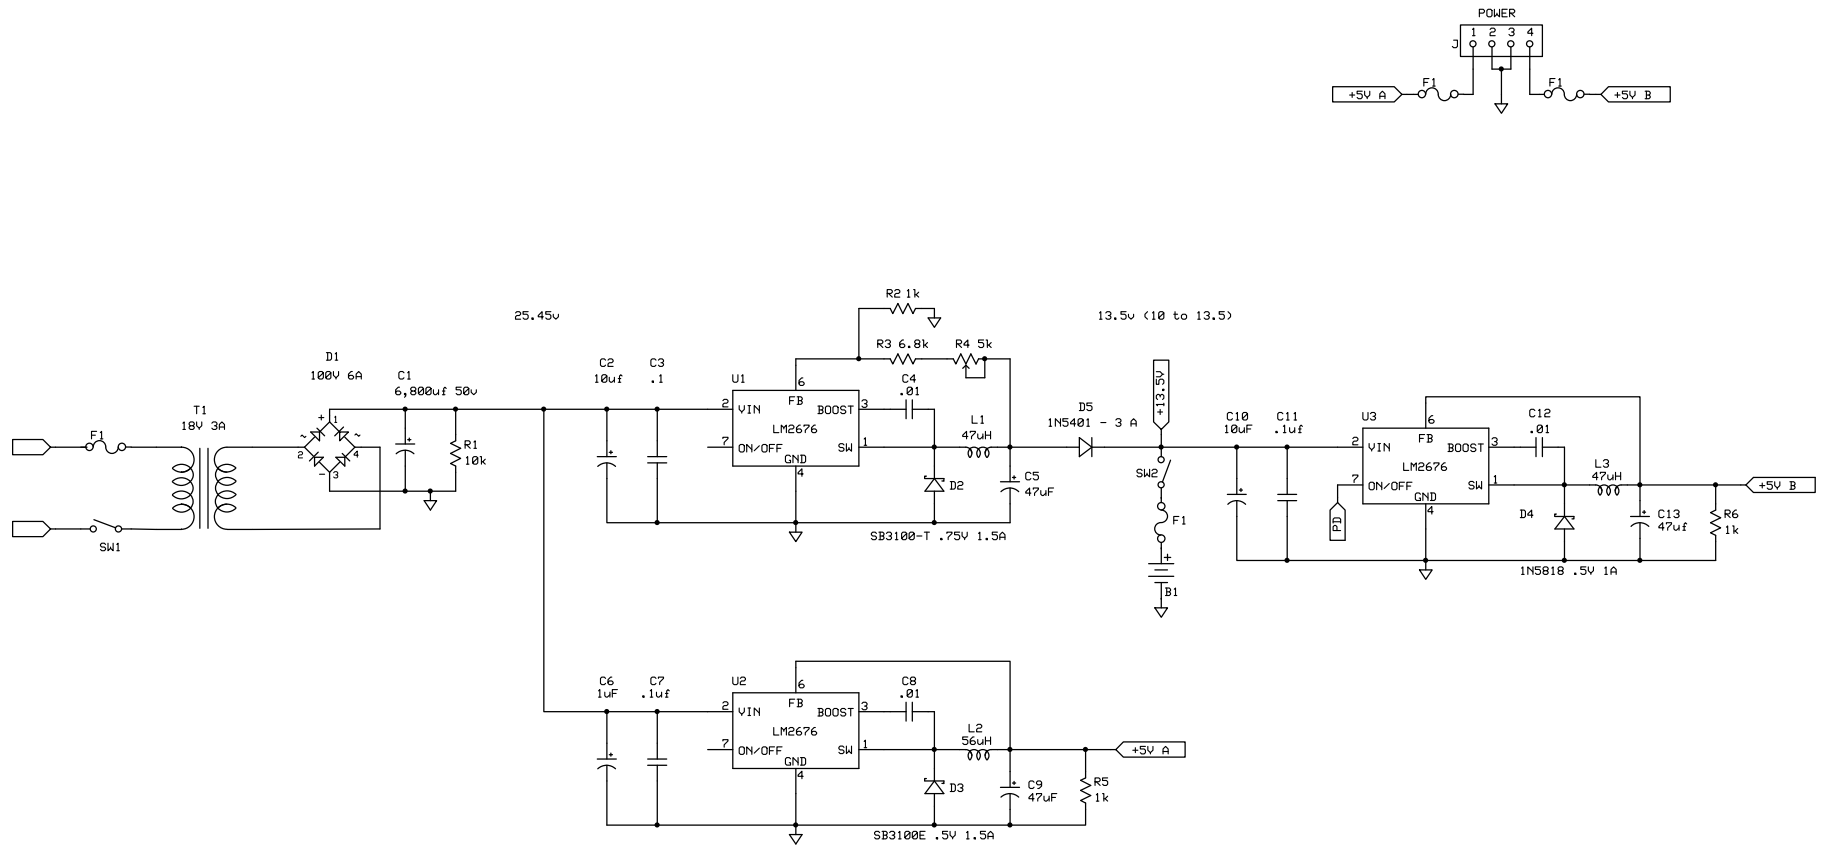 POWER
1 2 3 4
J
F1 F1
+5V A +5V B
R2 1k
25.45v 13.5v (10 to 13.5)
R3 6.8k R4 5k
D1
100V 6A
C1
6,800uf 50v
C2 C3
10uf .1
U1
6
FB
C4
.01
2 VIN BOOST 3
LM2676
7 ON/OFF SW 1
GND
4
L1
47uH
D2
C5
47uF
SB3100-T .75V 1.5A
D5
1N5401 - 3 A
+13.5V
SW2
F1
+
B1
T1
18V 3A
F1
SW1
+ 1
~ ~
2 4
- 3
+
R1
10k
C10 C11
10uF .1uf
U3
6
FB
C12
.01
2 VIN BOOST 3
LM2676
7 ON/OFF SW 1
GND
4
PD
L3
47uH
+5V B
D4
C13
47uf
R6
1k
1N5818 .5V 1A
C6 C7
1uF .1uf
U2
6
FB
C8
.01
2 VIN BOOST 3
LM2676
7 ON/OFF SW 1
GND
4
L2
56uH
+5V A
D3
C9
47uF
R5
1k
SB3100E .5V 1.5A